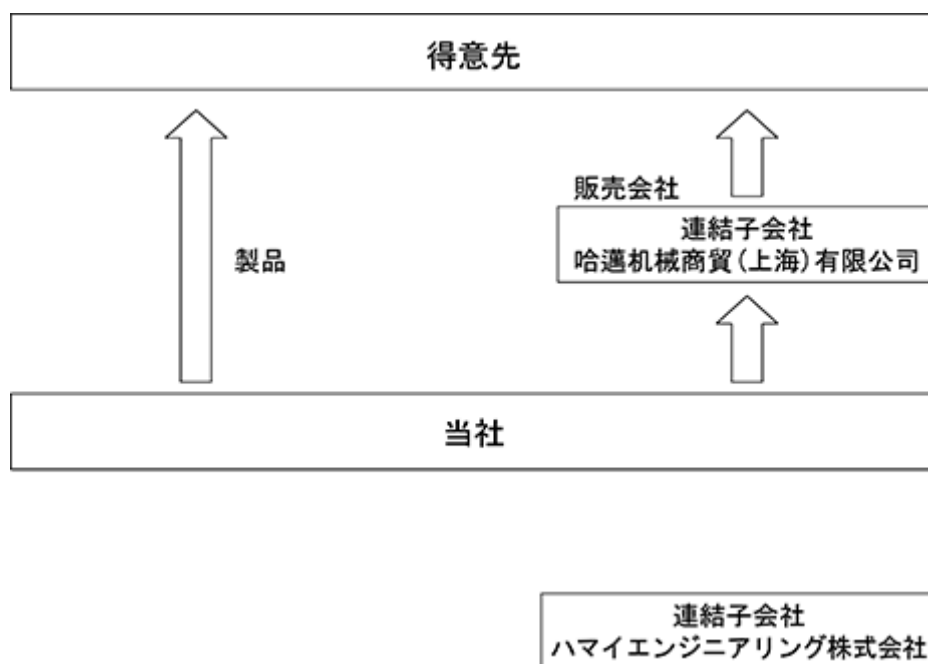 得意先
販売会社
連結子会社
哈邁机械商貿(上海)有限公司
製品
当社
連結子会社
ハマイエンジニアリング株式会社